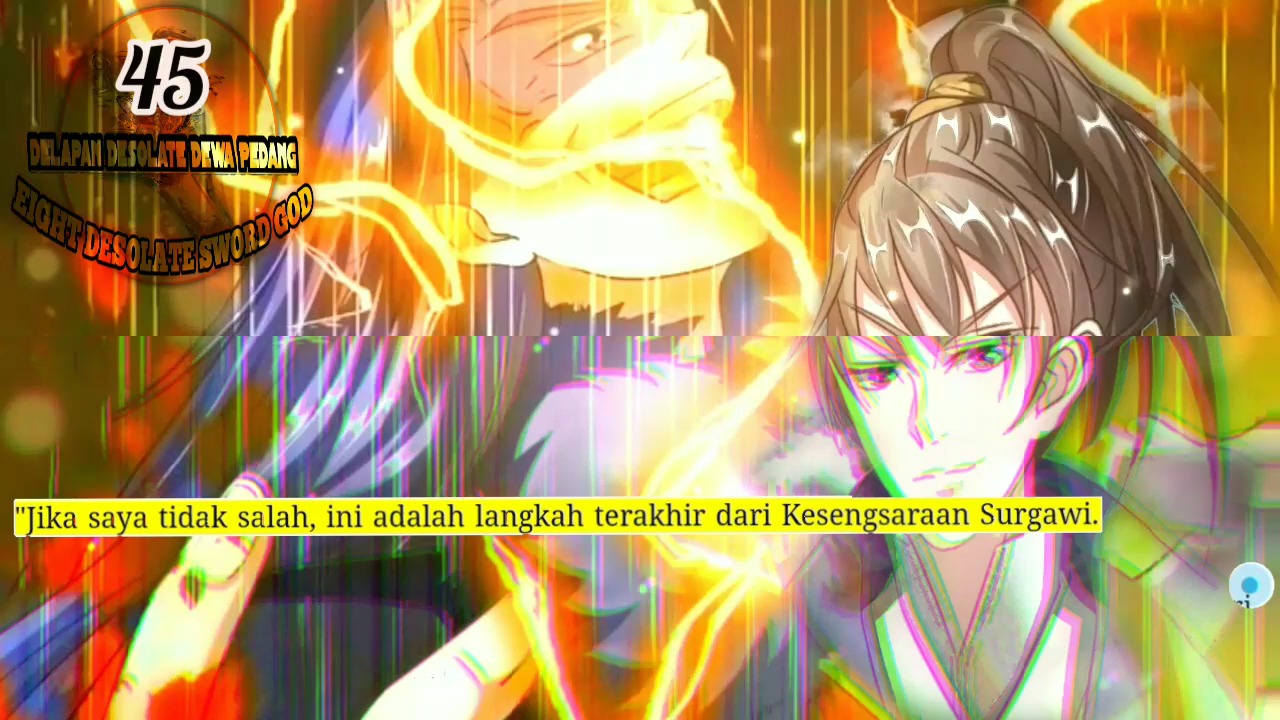 45
DELAPAN DESOLATE DEWA PEDANG
EIGHT DESOLATE SWORD GOD
"Jika saya tidak salah, ini adalah langkah terakhir dari Kesengsaraan Surgawi.